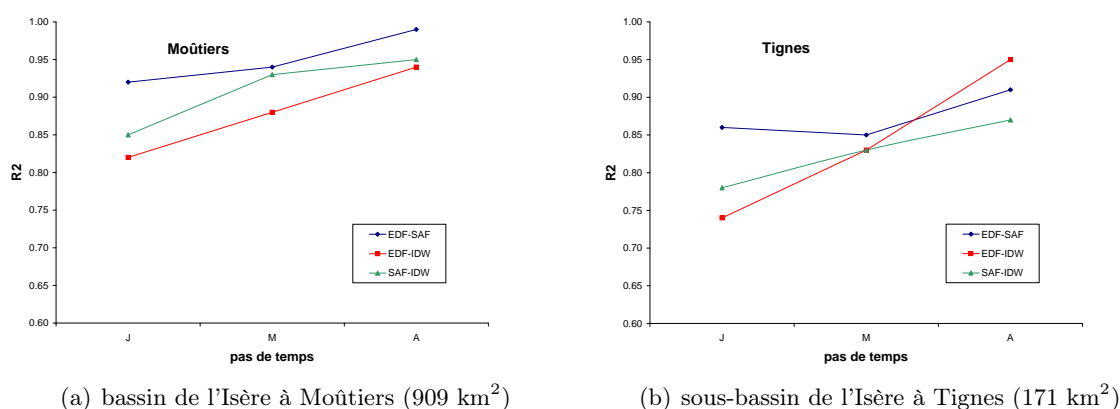 Moûtiers
1.00
0.95
0.90
0.85
0.80
0.75
0.70
0.65
0.60
R2
J
M
A
pas de temps
EDF-SAF
EDF-IDW
SAF-IDW
(a) bassin de l'Isère à Moûtiers (909 km²)
Tignes
1.00
0.95
0.90
0.85
0.80
0.75
0.70
0.65
0.60
R2
J
M
A
pas de temps
EDF-SAF
EDF-IDW
SAF-IDW
(b) sous-bassin de l'Isère à Tignes (171 km²)